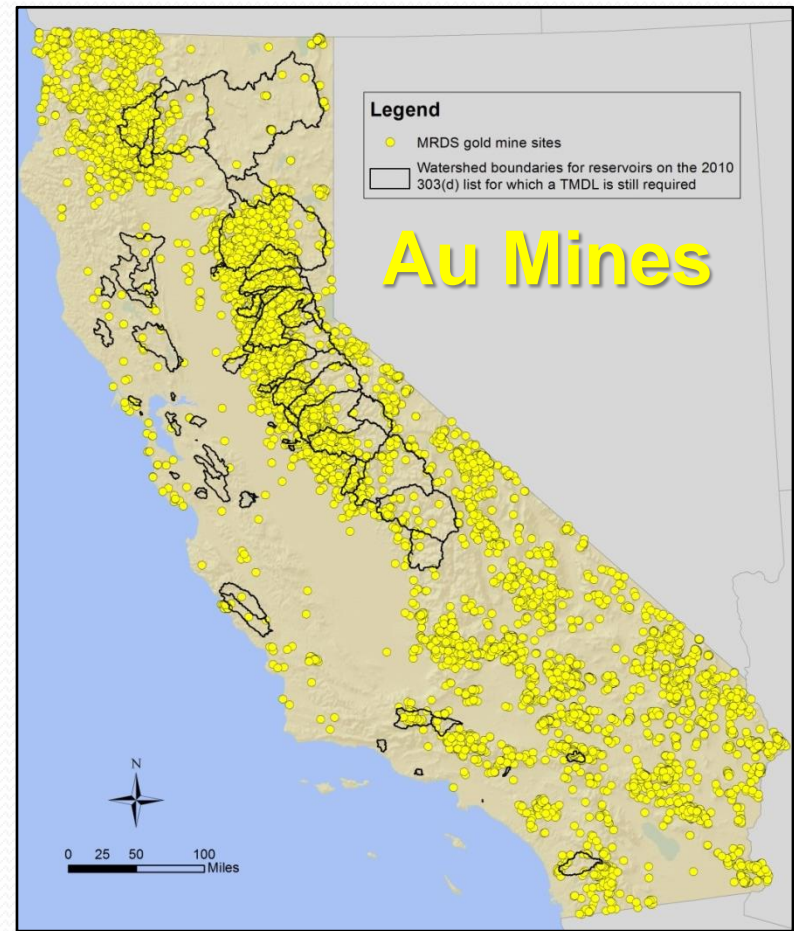 Legend
MRDS gold mine sites
Watershed boundaries for reservoirs on the 2010
303(d) list for which a TMDL is still required
Au Mines
N
0 25 50 100
Miles